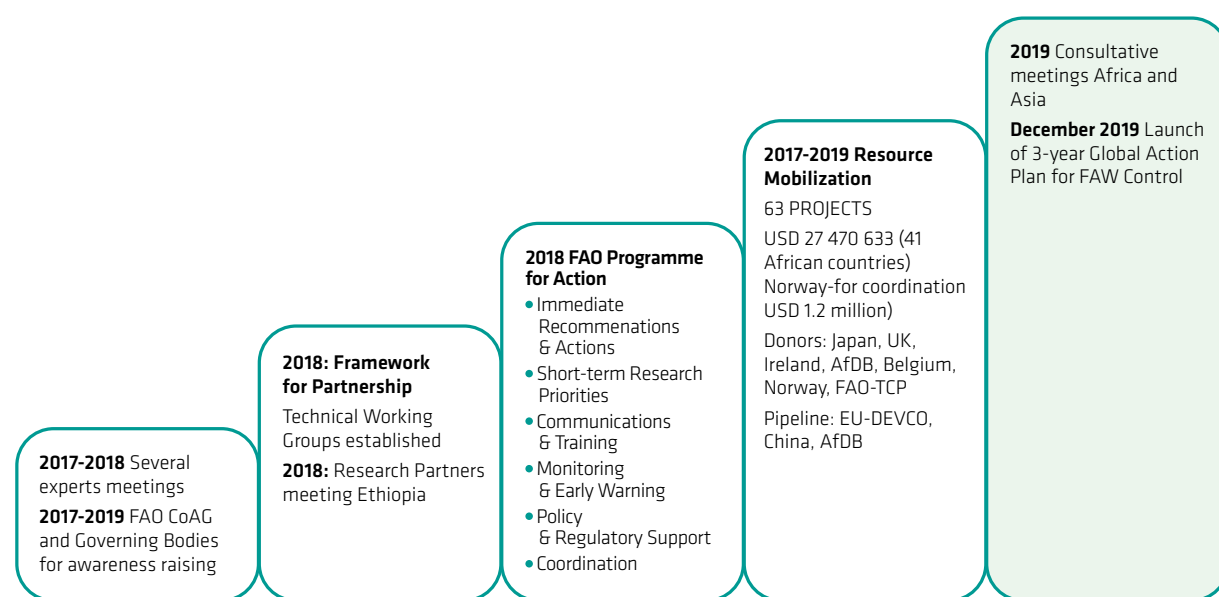 2017-2018 Several
experts meetings
2017-2019 FAO CoAG
and Governing Bodies
for awareness raising
2018: Framework
for Partnership
Technical Working
Groups established
2018: Research Partners
meeting Ethiopia
2018 FAO Programme
for Action
• Immediate
Recommenations
& Actions
• Short-term Research
Priorities
• Communications
& Training
• Monitoring
& Early Warning
• Policy
& Regulatory Support
• Coordination
2017-2019 Resource
Mobilization
63 PROJECTS
USD 27 470 633 (41
African countries)
Norway-for coordination
USD 1.2 million)
Donors: Japan, UK,
Ireland, AfDB, Belgium,
Norway, FAO-TCP
Pipeline: EU-DEVCO,
China, AfDB
2019 Consultative
meetings Africa and
Asia
December 2019 Launch
of 3-year Global Action
Plan for FAW Control